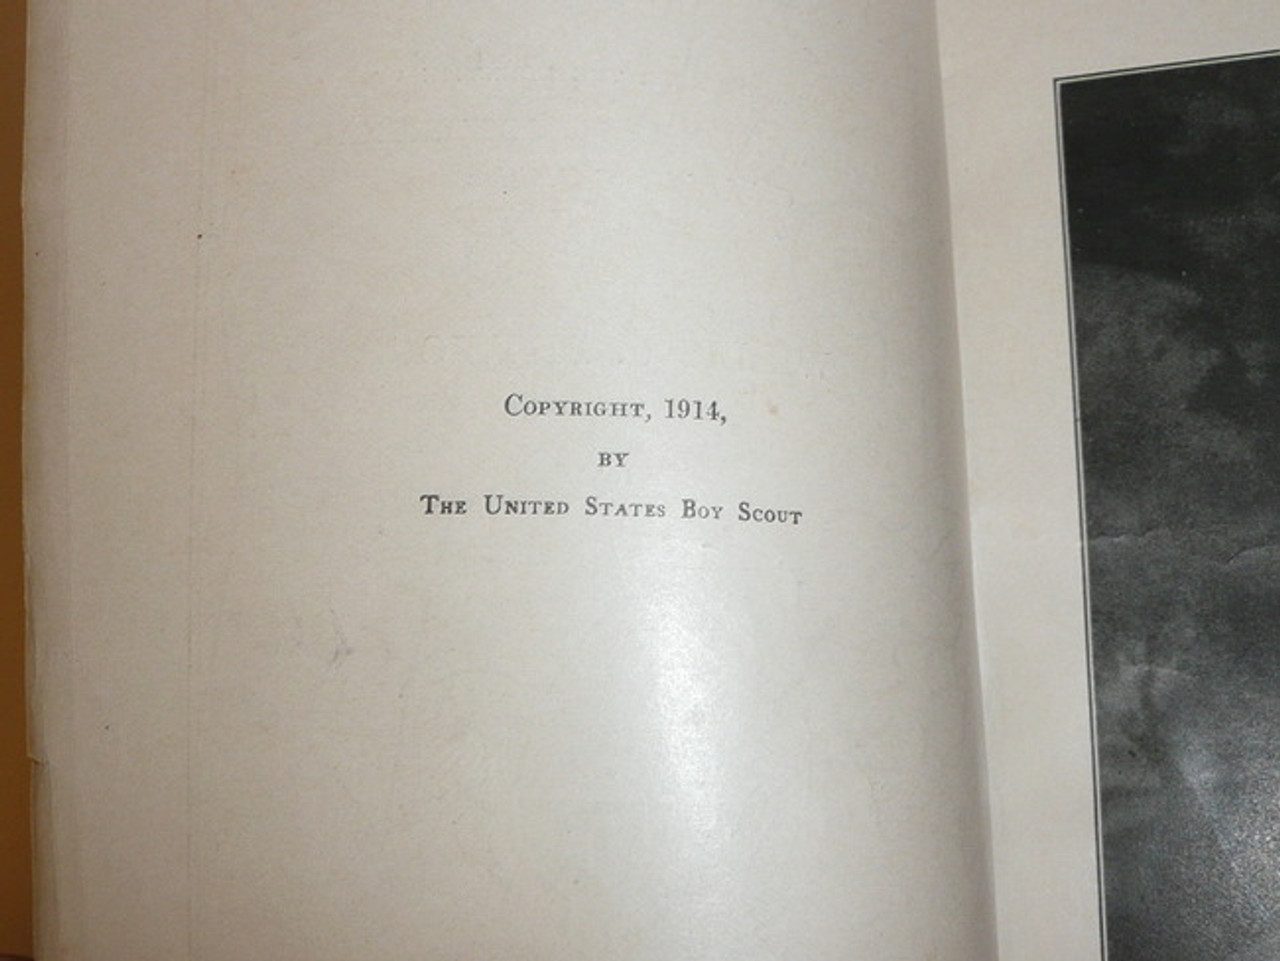 COPYRIGHT, 1914,
BY
THE UNITED STATES BOY SCOUT